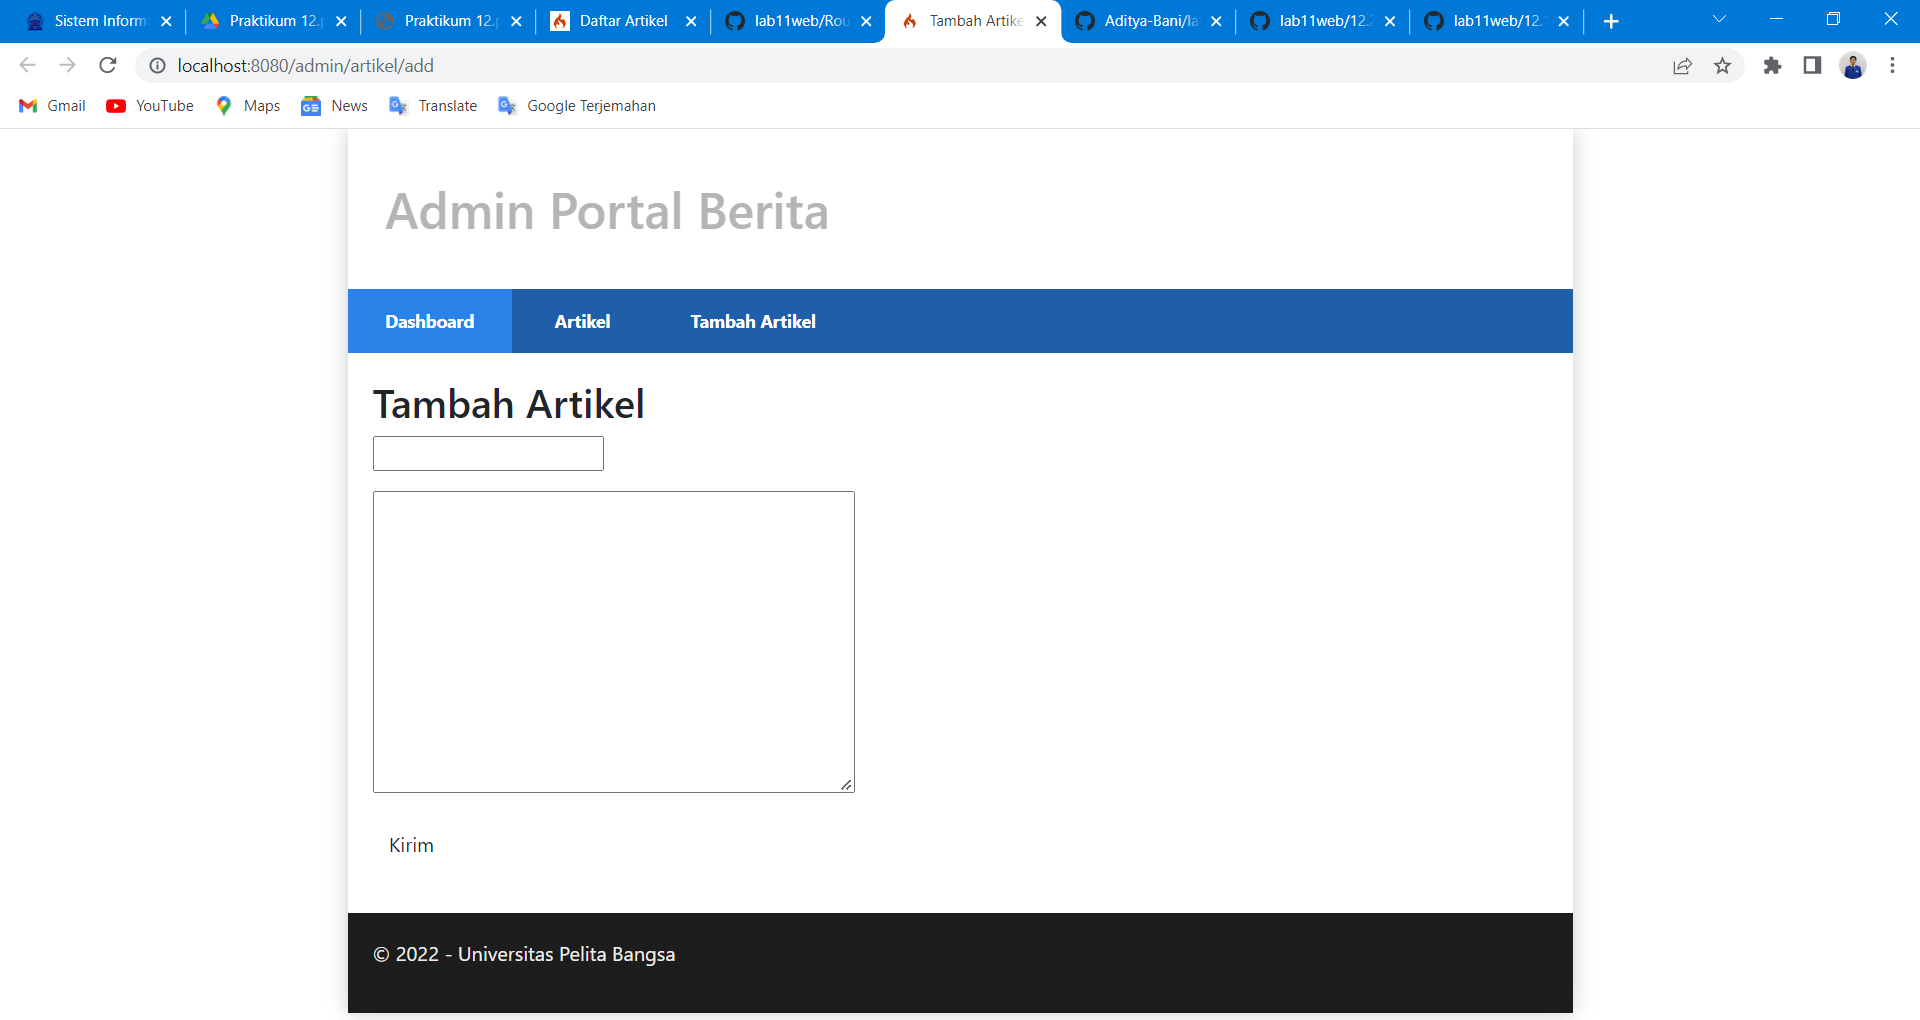 Sistem Inform
Praktikum 12.p
Praktikum 12.p
Daftar Artikel
lab11web/Rou
Tambah Artike
Aditya-Bani/la
lab11web/12.2
lab11web/12.1
localhost:8080/admin/artikel/add
Gmail
YouTube
Maps
News
Translate
Google Terjemahan
Admin Portal Berita
Dashboard
Artikel
Tambah Artikel
Tambah Artikel
Kirim
© 2022 - Universitas Pelita Bangsa